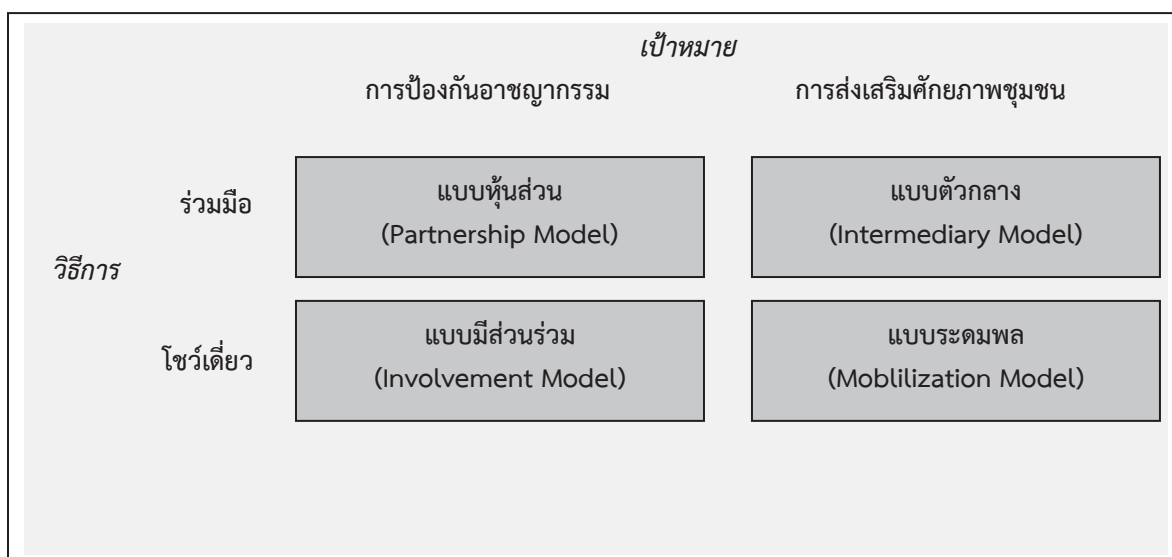 เป้าหมาย
การป้องกันอาชญากรรม การส่งเสริมศักยภาพชุมชน
ร่วมมือ
แบบหุ้นส่วน
(Partnership Model)
แบบตัวกลาง
(Intermediary Model)
วิธีการ
โชว์เดี่ยว
แบบมีส่วนร่วม
(Involvement Model)
แบบระดมพล
(Moblilization Model)